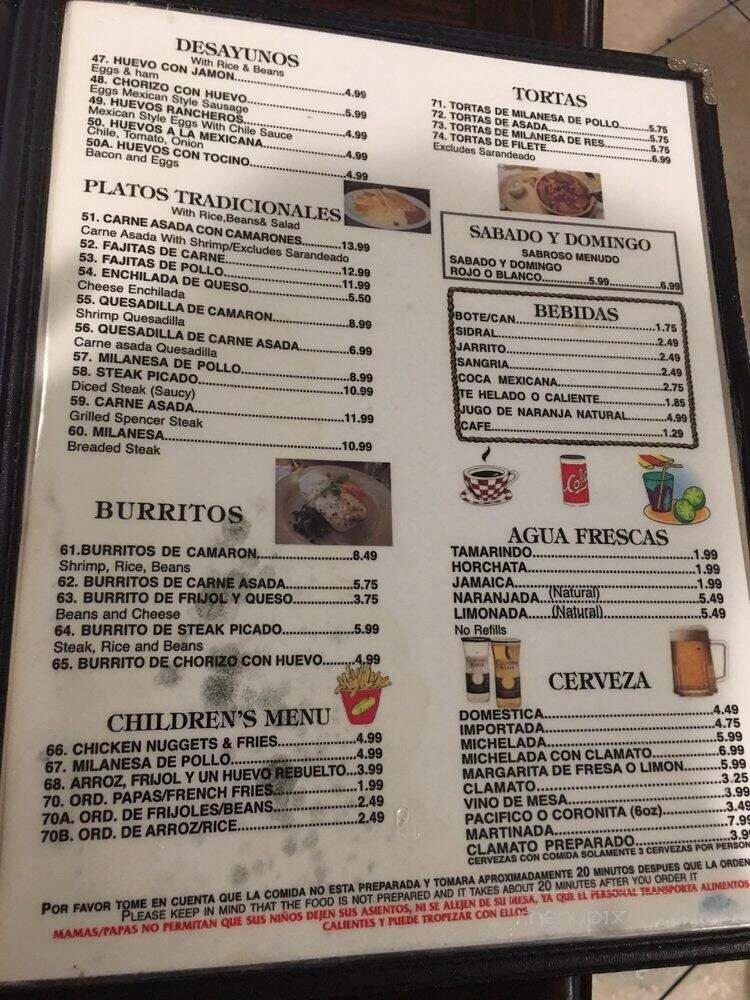 DESAYUNOS
With Rice & Beans
47. HUEVO CON JAMON.......................4.99
Eggs & ham
48. CHORIZO CON HUEVO.......................5.99
Eggs Mexican Style Sausage
49. HUEVOS RANCHEROS.......................4.99
Mexican Style Eggs With Chile Sauce
50. HUEVOS A LA MEXICANA.......................4.99
Chile, Tomato, Onion
50A. HUEVOS CON TOCINO.......................4.99
Bacon and Eggs
PLATOS TRADICIONALES
With Rice,Beans& Salad
51. CARNE ASADA CON CAMARONES............13.99
Carne Asada With Shrimp/Excludes Sarandeado
52. FAJITAS DE CARNE.......................12.99
53. FAJITAS DE POLLO.......................11.99
54. ENCHILADA DE QUESO.......................5.50
Cheese Enchilada
55. QUESADILLA DE CAMARON.......................8.99
Shrimp Quesadilla
56. QUESADILLA DE CARNE ASADA............6.99
Carne asada Quesadilla
57. MILANESA DE POLLO.......................8.99
58. STEAK PICADO.......................10.99
Diced Steak (Saucy)
59. CARNE ASADA.......................11.99
Grilled Spencer Steak
60. MILANESA.......................10.99
Breaded Steak
BURRITOS
61.BURRITOS DE CAMARON.......................8.49
Shrimp, Rice, Beans
62. BURRITOS DE CARNE ASADA................5.75
63. BURRITO DE FRIJOL Y QUESO..............3.75
Beans and Cheese
64. BURRITO DE STEAK PICADO.................5.99
Steak, Rice and Beans
65. BURRITO DE CHORIZO CON HUEVO........4.99
CHILDREN'S MENU
66. CHICKEN NUGGETS & FRIES...................4.99
67. MILANESA DE POLLO.......................4.99
68. ARROZ, FRIJOL Y UN HUEVO REBUELTO...3.99
70. ORD. PAPAS/FRENCH FRIES...................1.99
70A. ORD. DE FRIJOLES/BEANS...................2.49
70B. ORD. DE ARROZ/RICE.......................2.49
TORTAS
71. TORTAS DE MILANESA DE POLLO.........5.75
72. TORTAS DE ASADA.......................5.75
73. TORTAS DE MILANESA DE RES............5.75
74. TORTAS DE FILETE.......................6.99
Excludes Sarandeado
SABADO Y DOMINGO
SABROSO MENUDO
SABADO Y DOMINGO
ROJO O BLANCO..............5.99..............6.99
BEBIDAS
BOTE/CAN.......................1.75
SIDRAL.......................2.49
JARRITO.......................2.49
SANGRIA.......................2.49
COCA MEXICANA.......................2.75
TE HELADO O CALIENTE................1.85
JUGO DE NARANJA NATURAL.........4.99
CAFE.......................1.29
Cola
AGUA FRESCAS
TAMARINDO.......................1.99
HORCHATA.......................1.99
JAMAICA.......................1.99
NARANJADA...(Natural).......................5.49
LIMONADA....(Natural).......................5.49
No Refills
CERVEZA
DOMESTICA.......................4.49
IMPORTADA.......................4.75
MICHELADA.......................5.99
MICHELADA CON CLAMATO................6.99
MARGARITA DE FRESA O LIMON.........5.99
CLAMATO.......................3.25
VINO DE MESA.......................3.99
PACIFICO O CORONITA (6oz)..............3.49
MARTINADA.......................7.9
CLAMATO PREPARADO.......................3.9
CERVEZAS CON COMIDA SOLAMENTE 3 CERVEZAS POR PERSON
POR FAVOR TOME EN CUENTA QUE LA COMIDA NO ESTA PREPARADA Y TOMARA APROXIMADAMENTE 20 MINUTOS DESPUES QUE LA ORDEN
PLEASE KEEP IN MIND THAT THE FOOD IS NOT PREPARED AND IT TAKES ABOUT 20 MINUTES AFTER YOU ORDER IT
MAMAS/PAPAS NO PERMITAN QUE SUS NIÑOS DEJEN SUS ASIENTOS, NI SE ALEJEN DE SU MESA, YA QUE EL PERSONAL TRANSPORTA ALIMENTOS
CALIENTES Y PUEDE TROPEZAR CON ELLOS
menupix